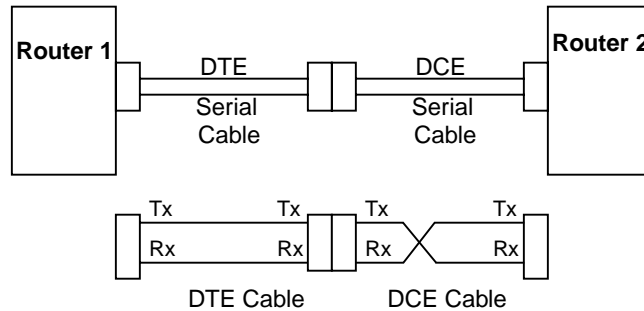 Router 1
Router 2
DTE
DCE
Serial
Cable
Serial
Cable
Tx Tx Tx Tx
Rx Rx Rx Rx
DTE Cable DCE Cable